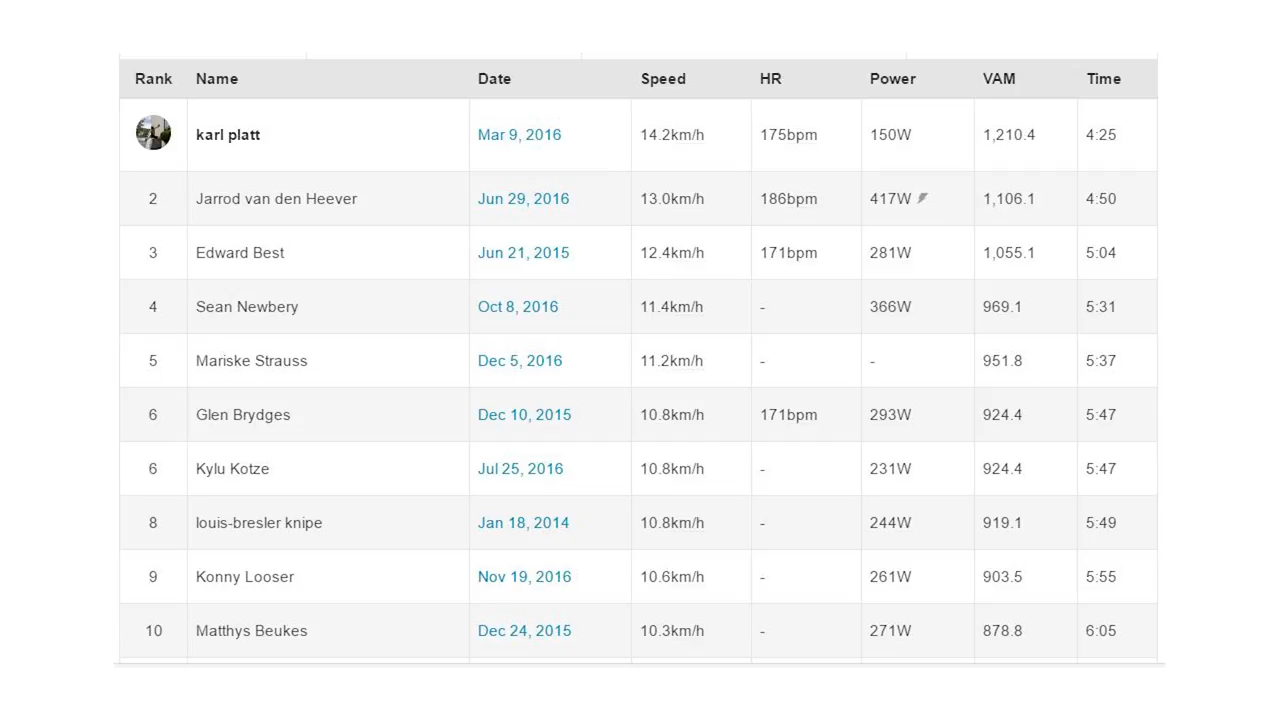 Rank Name Date Speed HR Power VAM Time
karl platt Mar 9, 2016 14.2km/h 175bpm 150W 1,210.4 4:25
2 Jarrod van den Heever Jun 29, 2016 13.0km/h 186bpm 417W 1,106.1 4:50
3 Edward Best Jun 21, 2015 12.4km/h 171bpm 281W 1,055.1 5:04
4 Sean Newbery Oct 8, 2016 11.4km/h - 366W 969.1 5:31
5 Mariske Strauss Dec 5, 2016 11.2km/h - - 951.8 5:37
6 Glen Brydges Dec 10, 2015 10.8km/h 171bpm 293W 924.4 5:47
6 Kylu Kotze Jul 25, 2016 10.8km/h - 231W 924.4 5:47
8 louis-bresler knipe Jan 18, 2014 10.8km/h - 244W 919.1 5:49
9 Konny Looser Nov 19, 2016 10.6km/h - 261W 903.5 5:55
10 Matthys Beukes Dec 24, 2015 10.3km/h - 271W 878.8 6:05